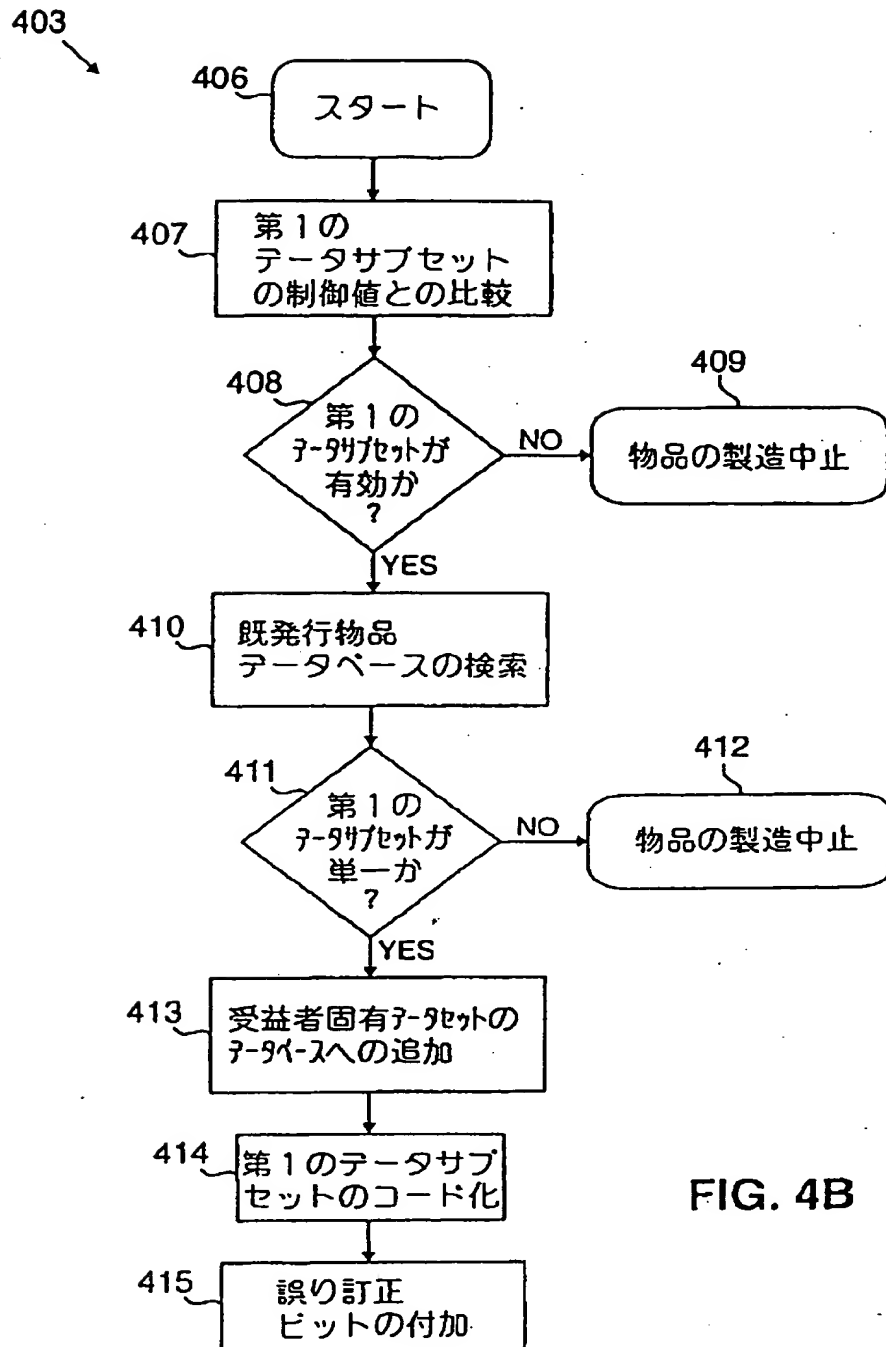 403
406
スタート
407
第1の
データサブセット
の制御値との比較
408
第1の
ﾃﾞｰﾀｻﾌﾞｾｯﾄが
有効か
?
NO
409
物品の製造中止
YES
410
既発行物品
データベースの検索
411
第1の
ﾃﾞｰﾀｻﾌﾞｾｯﾄが
単一か
?
NO
412
物品の製造中止
YES
413
受益者固有ﾃﾞｰﾀｾｯﾄの
ﾃﾞｰﾀﾍﾞｰｽへの追加
414
第1のデータサブ
セットのコード化
415
誤り訂正
ビットの付加
FIG. 4B